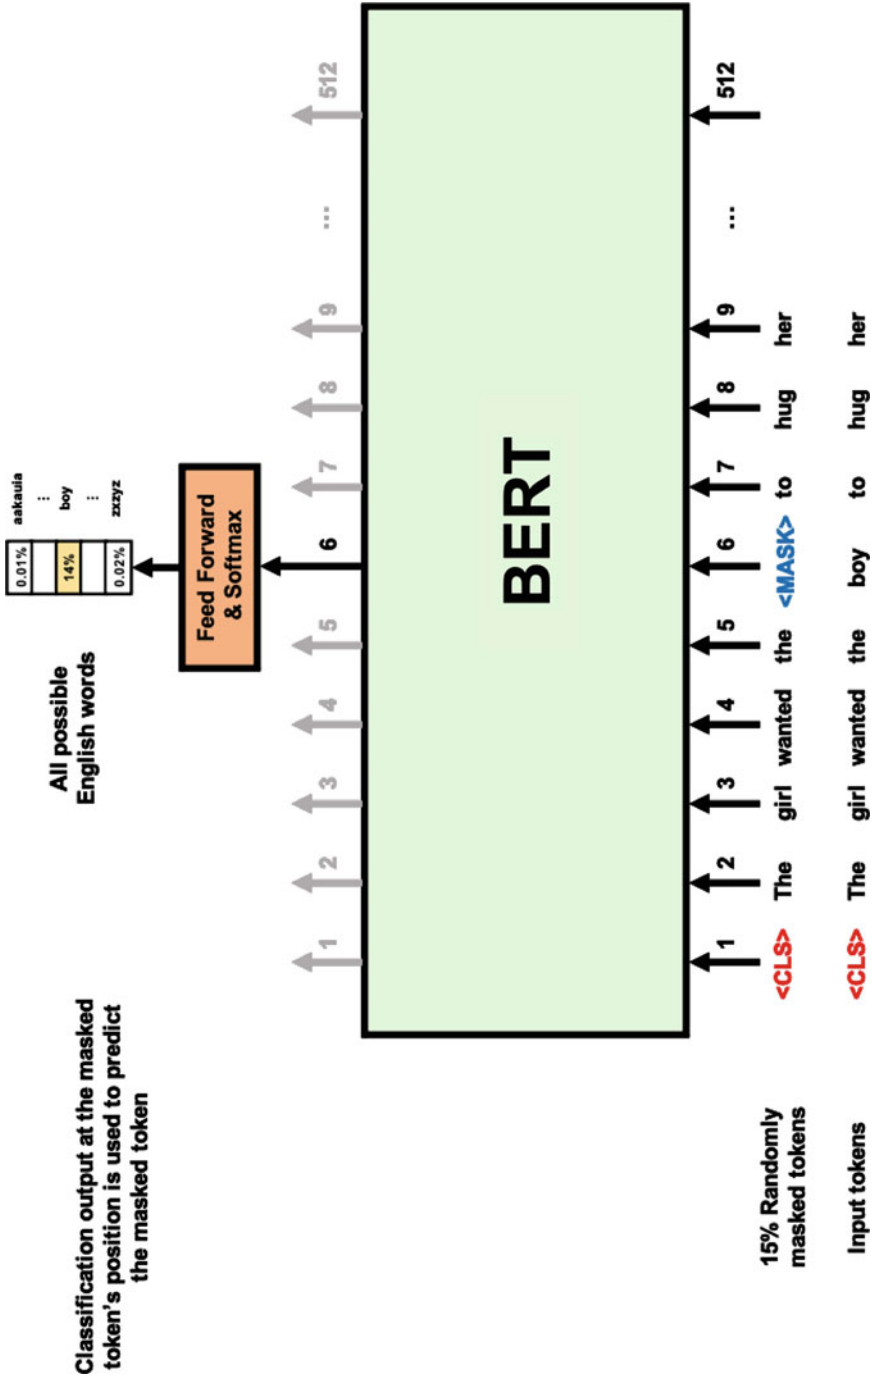 Classification output at the masked
token's position is used to predict
the masked token
All possible
English words
0.01% aakauia
⋮
14% boy
⋮
0.02% zxzyz
Feed Forward
& Softmax
1 2 3 4 5 6 7 8 9 ... 512
BERT
1 2 3 4 5 6 7 8 9 ... 512
15% Randomly
masked tokens
<CLS> The girl wanted the <MASK> to hug her
Input tokens
<CLS> The girl wanted the boy to hug her